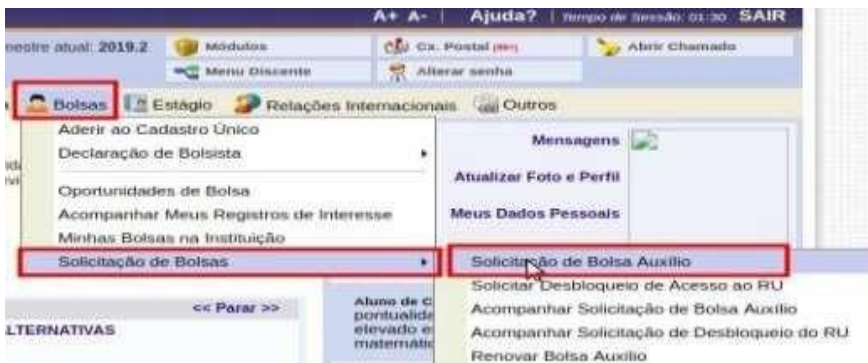 A+ A- | Ajuda? | Tempo de Sessão: 01:30 SAIR
mestre atual: 2019.2
Módulos
Cx. Postal
Abrir Chamado
Menu Discente
Alterar senha
Bolsas
Estágio
Relações Internacionais
Outros
Aderir ao Cadastro Único
Declaração de Bolsista
Oportunidades de Bolsa
Acompanhar Meus Registros de Interesse
Minhas Bolsas na Instituição
Solicitação de Bolsas
Mensagens
Atualizar Foto e Perfil
Meus Dados Pessoais
Solicitação de Bolsa Auxílio
Solicitar Desbloqueio de Acesso ao RU
Acompanhar Solicitação de Bolsa Auxílio
Acompanhar Solicitação de Desbloqueio do RU
Renovar Bolsa Auxílio
<< Parar >>
LTERNATIVAS
Aluno de C
pontualida
elevado e
matemátic